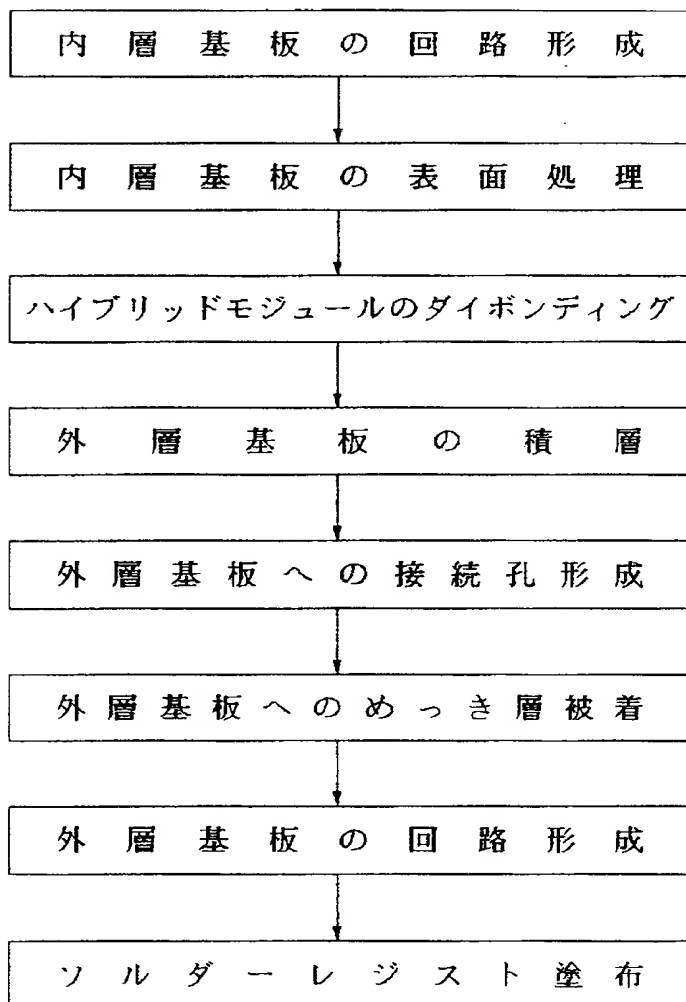 内層基板の回路形成
内層基板の表面処理
ハイブリッドモジュールのダイボンディング
外層基板の積層
外層基板への接続孔形成
外層基板へのめっき層被着
外層基板の回路形成
ソルダーレジスト塗布